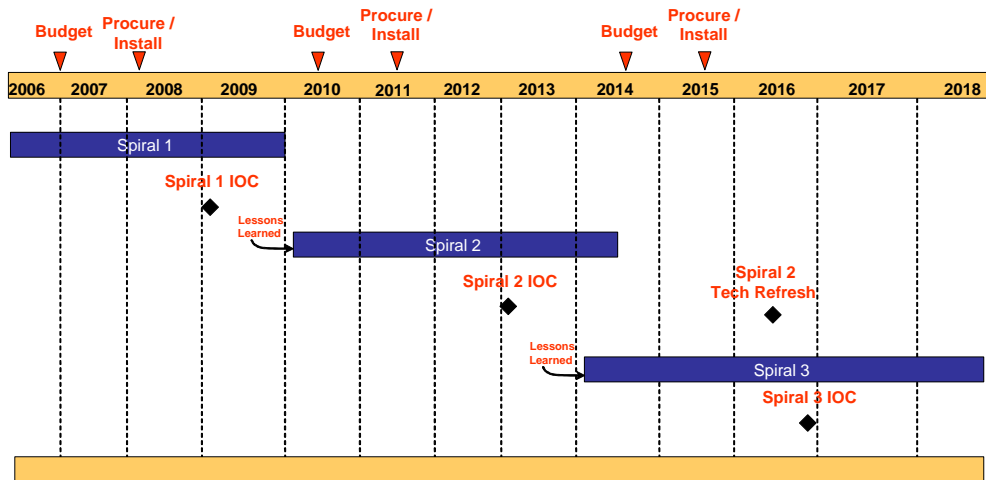 Budget
Procure /
Install
Budget
Procure /
Install
Budget
Procure /
Install
2006 2007 2008 2009 2010 2011 2012 2013 2014 2015 2016 2017 2018
Spiral 1
Spiral 1 IOC
Lessons
Learned
Spiral 2
Spiral 2 IOC
Spiral 2
Tech Refresh
Lessons
Learned
Spiral 3
Spiral 3 IOC